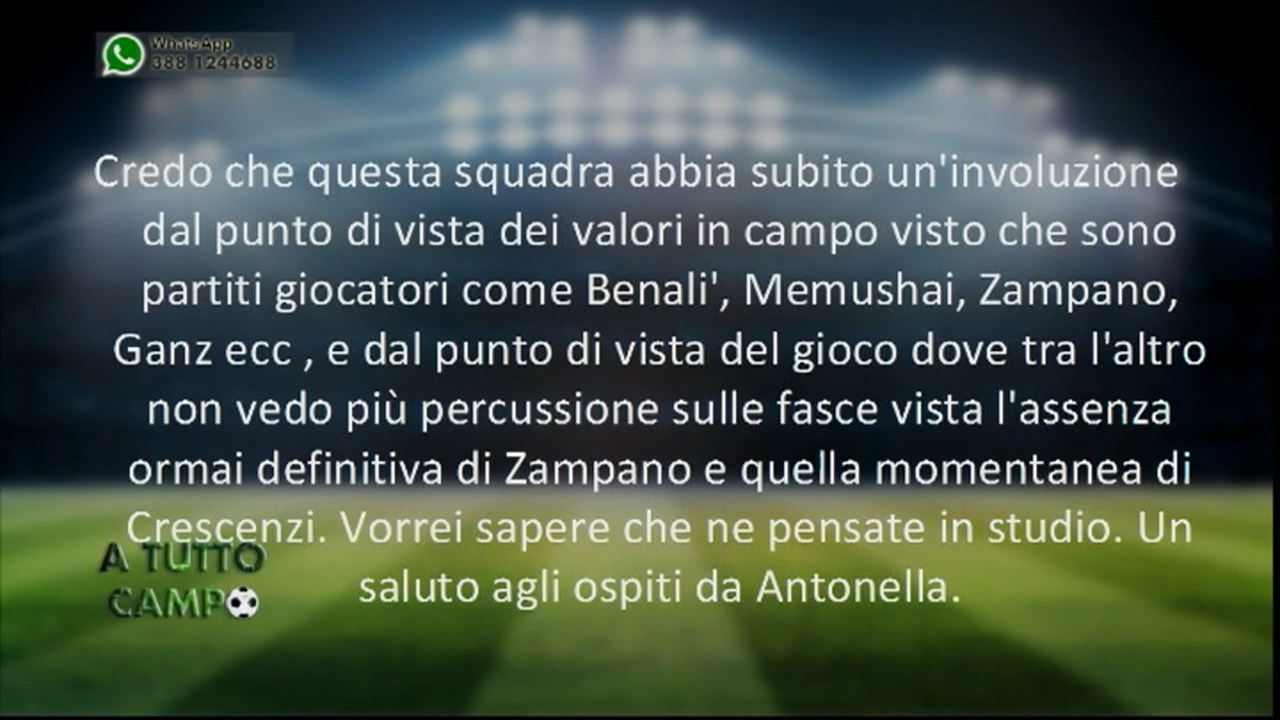 WhatsApp
388 1244688
Credo che questa squadra abbia subito un'involuzione
dal punto di vista dei valori in campo visto che sono
partiti giocatori come Benali', Memushai, Zampano,
Ganz ecc , e dal punto di vista del gioco dove tra l'altro
non vedo più percussione sulle fasce vista l'assenza
ormai definitiva di Zampano e quella momentanea di
Crescenzi. Vorrei sapere che ne pensate in studio. Un
saluto agli ospiti da Antonella.
A TUTTO
CAMPO